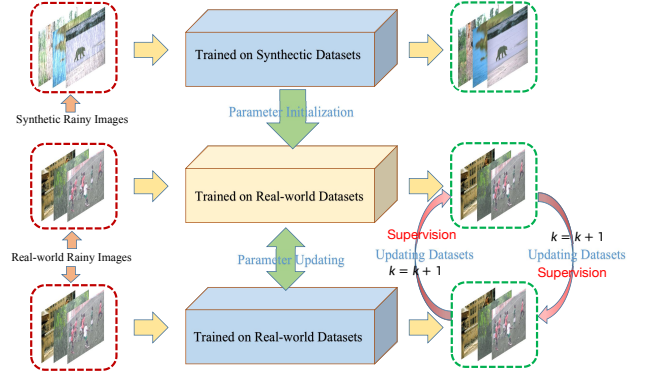 Trained on Synthectic Datasets
Synthetic Rainy Images
Parameter Initialization
Trained on Real-world Datasets
Real-world Rainy Images
Parameter Updating
Supervision
Updating Datasets
k = k + 1
k = k + 1
Updating Datasets
Supervision
Trained on Real-world Datasets